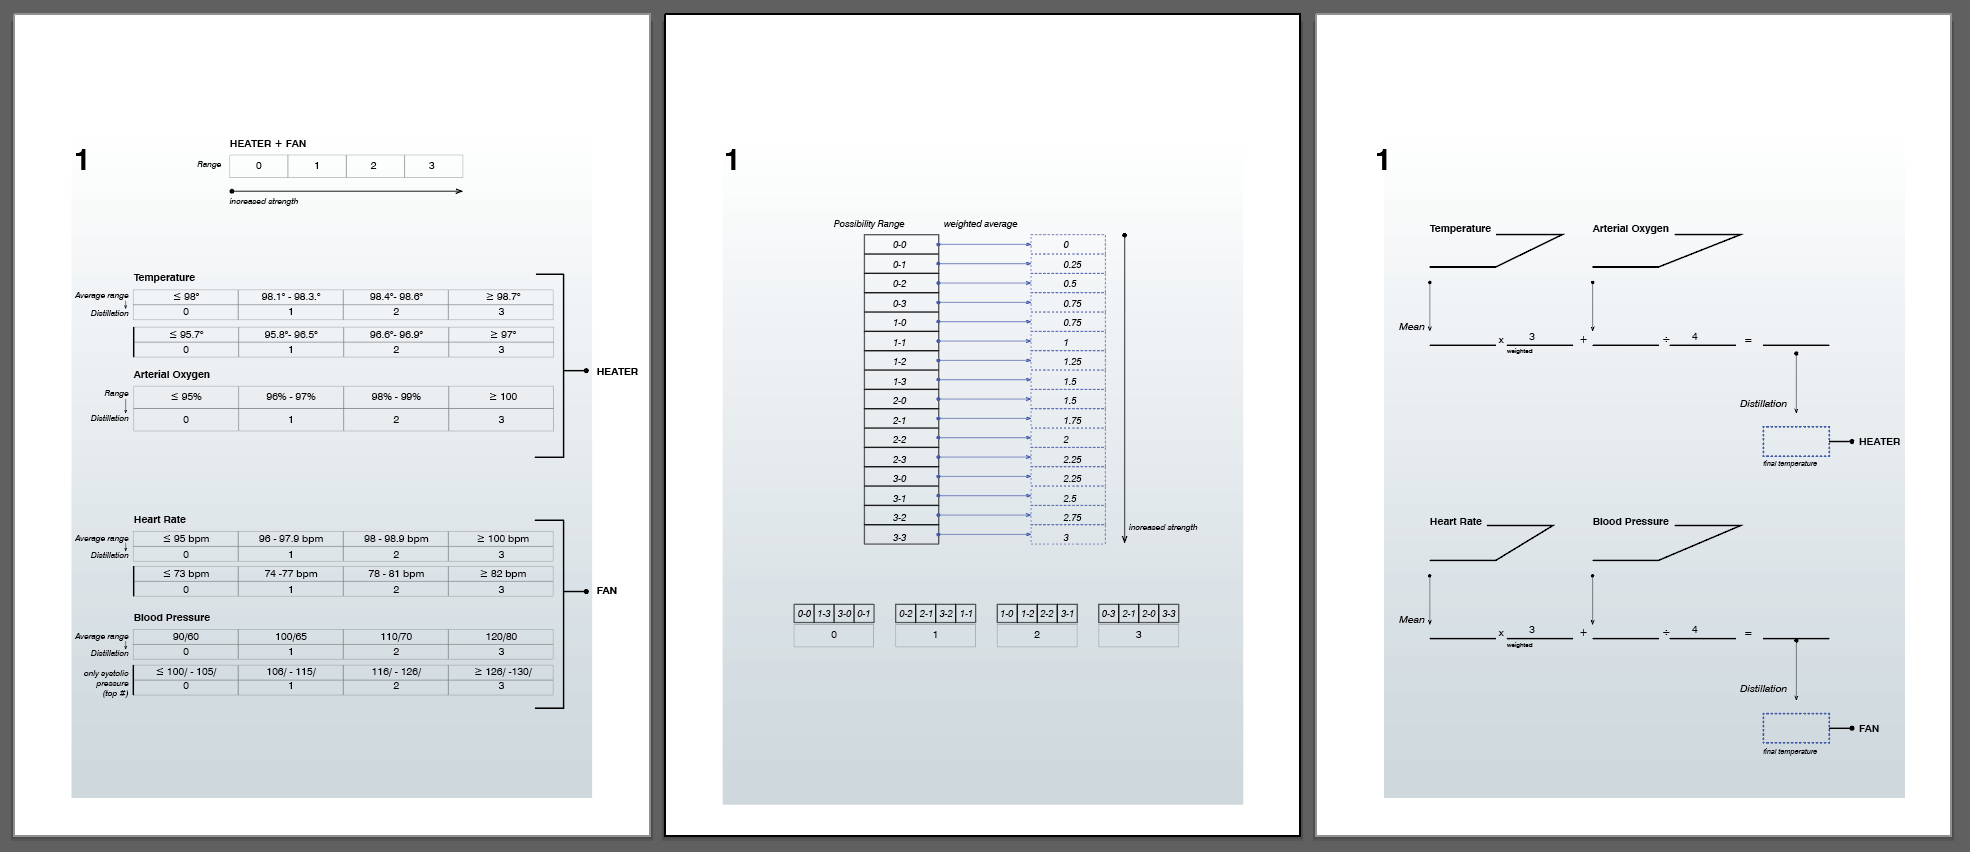 1
HEATER + FAN
Range 0 1 2 3
increased strength
Temperature
Average range ≤ 98° 98.1° - 98.3.° 98.4°- 98.6° ≥ 98.7°
Distillation 0 1 2 3
≤ 95.7° 95.8°- 96.5° 96.6°- 96.9° ≥ 97°
0 1 2 3
HEATER
Arterial Oxygen
Range ≤ 95% 96% - 97% 98% - 99% ≥ 100
Distillation 0 1 2 3
Heart Rate
Average range ≤ 95 bpm 96 - 97.9 bpm 98 - 98.9 bpm ≥ 100 bpm
Distillation 0 1 2 3
≤ 73 bpm 74 -77 bpm 78 - 81 bpm ≥ 82 bpm
0 1 2 3
FAN
Blood Pressure
Average range 90/60 100/65 110/70 120/80
Distillation 0 1 2 3
only systolic ≤ 100/ - 105/ 106/ - 115/ 116/ - 126/ ≥ 126/ -130/
pressure 0 1 2 3
(top #)
1
Possibility Range weighted average
0-0 0
0-1 0.25
0-2 0.5
0-3 0.75
1-0 0.75
1-1 1
1-2 1.25
1-3 1.5
2-0 1.5
2-1 1.75
2-2 2
2-3 2.25
3-0 2.25
3-1 2.5
3-2 2.75
increased strength
3-3 3
0-0 1-3 3-0 0-1 0-2 2-1 3-2 1-1 1-0 1-2 2-2 3-1 0-3 2-1 2-0 3-3
0 1 2 3
1
Temperature Arterial Oxygen
Mean x 3 + ÷ 4 =
weighted
Distillation
HEATER
final temperature
Heart Rate Blood Pressure
Mean x 3 + ÷ 4 =
weighted
Distillation
FAN
final temperature